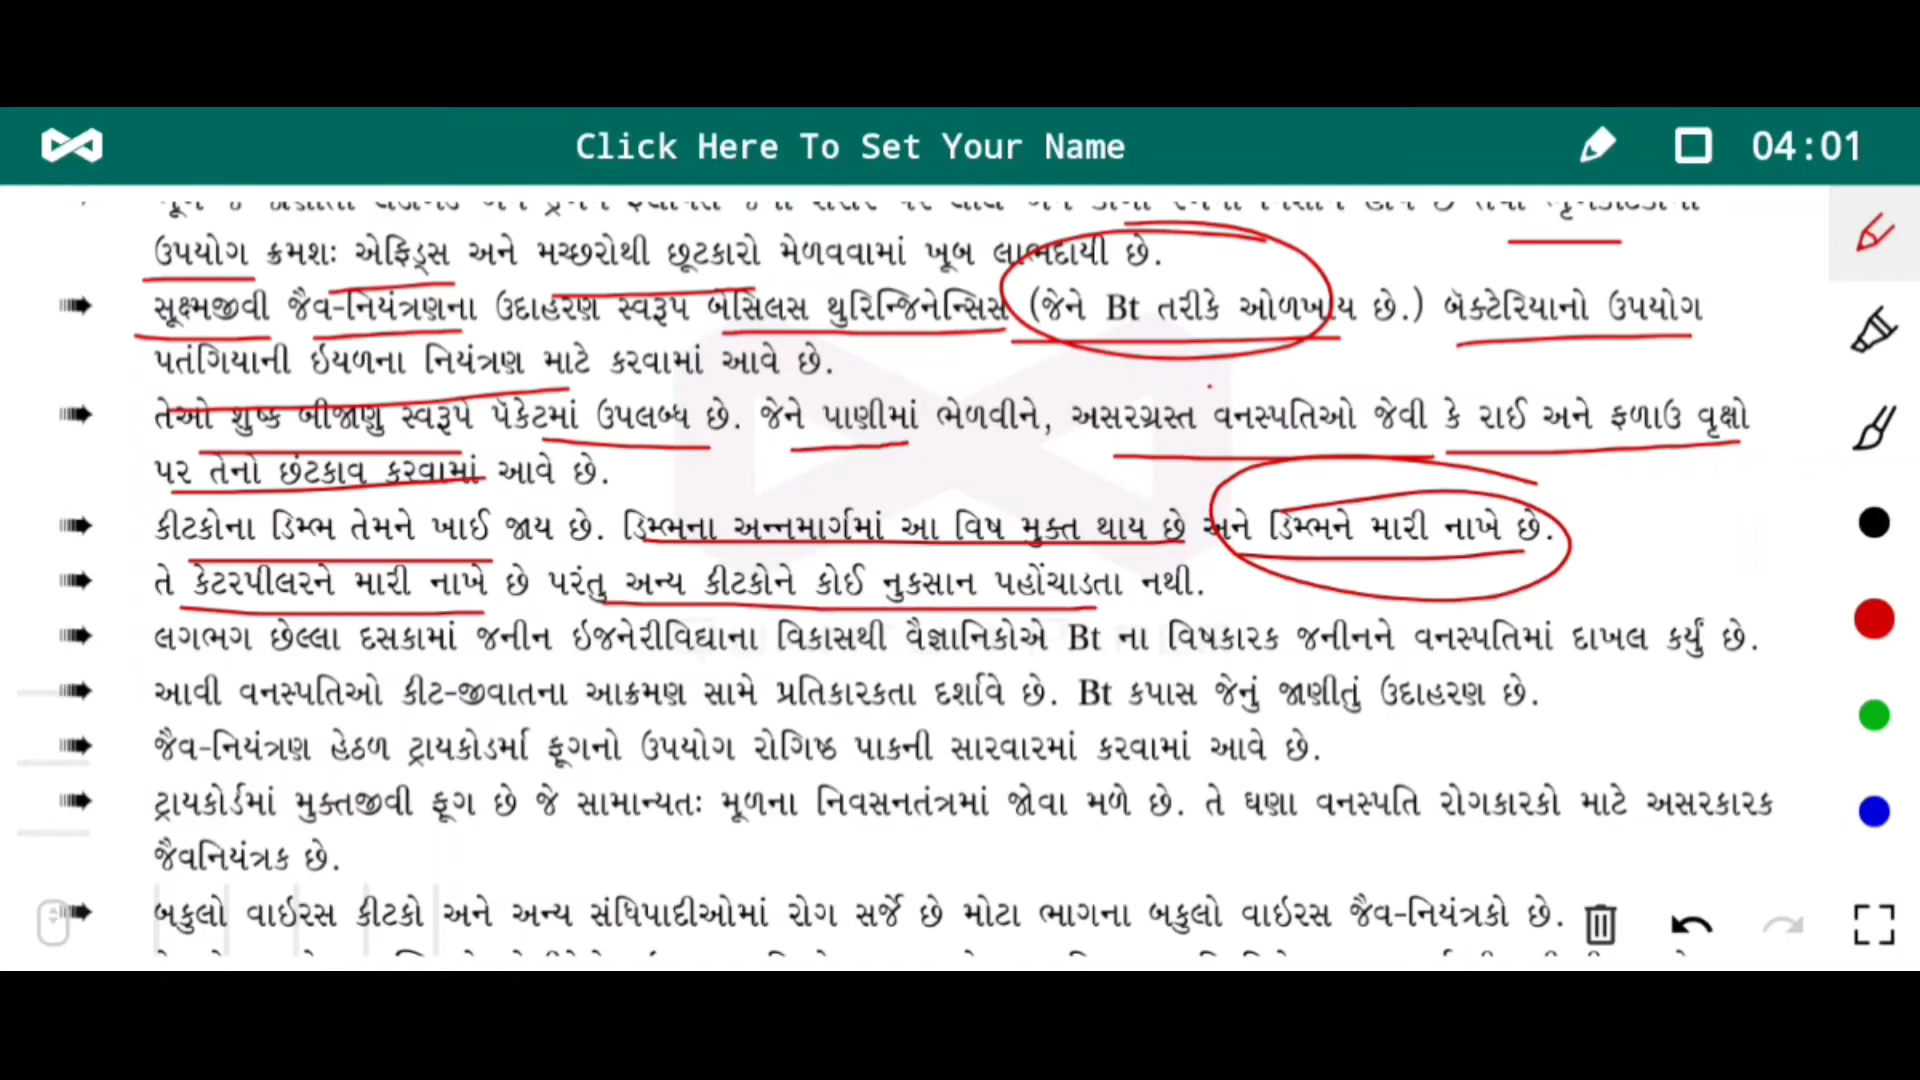 Click Here To Set Your Name
04:01
ઉપયોગ ક્રમશઃ એફિડ્સ અને મચ્છરોથી છૂટકારો મેળવવામાં ખૂબ લાભદાયી છે.
સૂક્ષ્મજીવી જૈવ-નિયંત્રણના ઉદાહરણ સ્વરૂપ બેસિલસ થુરિન્જિનેન્સિસ (જેને Bt તરીકે ઓળખાય છે.) બૅક્ટેરિયાનો ઉપયોગ
પતંગિયાની ઇયળના નિયંત્રણ માટે કરવામાં આવે છે.
તેઓ શુષ્ક બીજાણુ સ્વરૂપે પૅકેટમાં ઉપલબ્ધ છે. જેને પાણીમાં ભેળવીને, અસરગ્રસ્ત વનસ્પતિઓ જેવી કે રાઈ અને ફળાઉ વૃક્ષો
પર તેનો છંટકાવ કરવામાં આવે છે.
કીટકોના ડિમ્ભ તેમને ખાઈ જાય છે. ડિમ્ભના અન્નમાર્ગમાં આ વિષ મુક્ત થાય છે અને ડિમ્ભને મારી નાખે છે.
તે કેટરપીલરને મારી નાખે છે પરંતુ અન્ય કીટકોને કોઈ નુકસાન પહોંચાડતા નથી.
લગભગ છેલ્લા દસકામાં જનીન ઇજનેરીવિદ્યાના વિકાસથી વૈજ્ઞાનિકોએ Bt ના વિષકારક જનીનને વનસ્પતિમાં દાખલ કર્યું છે.
આવી વનસ્પતિઓ કીટ-જીવાતના આક્રમણ સામે પ્રતિકારકતા દર્શાવે છે. Bt કપાસ જેનું જાણીતું ઉદાહરણ છે.
જૈવ-નિયંત્રણ હેઠળ ટ્રાયકોડર્મા ફૂગનો ઉપયોગ રોગિષ્ઠ પાકની સારવારમાં કરવામાં આવે છે.
ટ્રાયકોર્ડમાં મુક્તજીવી ફૂગ છે જે સામાન્યતઃ મૂળના નિવસનતંત્રમાં જોવા મળે છે. તે ઘણા વનસ્પતિ રોગકારકો માટે અસરકારક
જૈવનિયંત્રક છે.
બકુલો વાઇરસ કીટકો અને અન્ય સંધિપાદીઓમાં રોગ સર્જે છે મોટા ભાગના બકુલો વાઇરસ જૈવ-નિયંત્રકો છે.